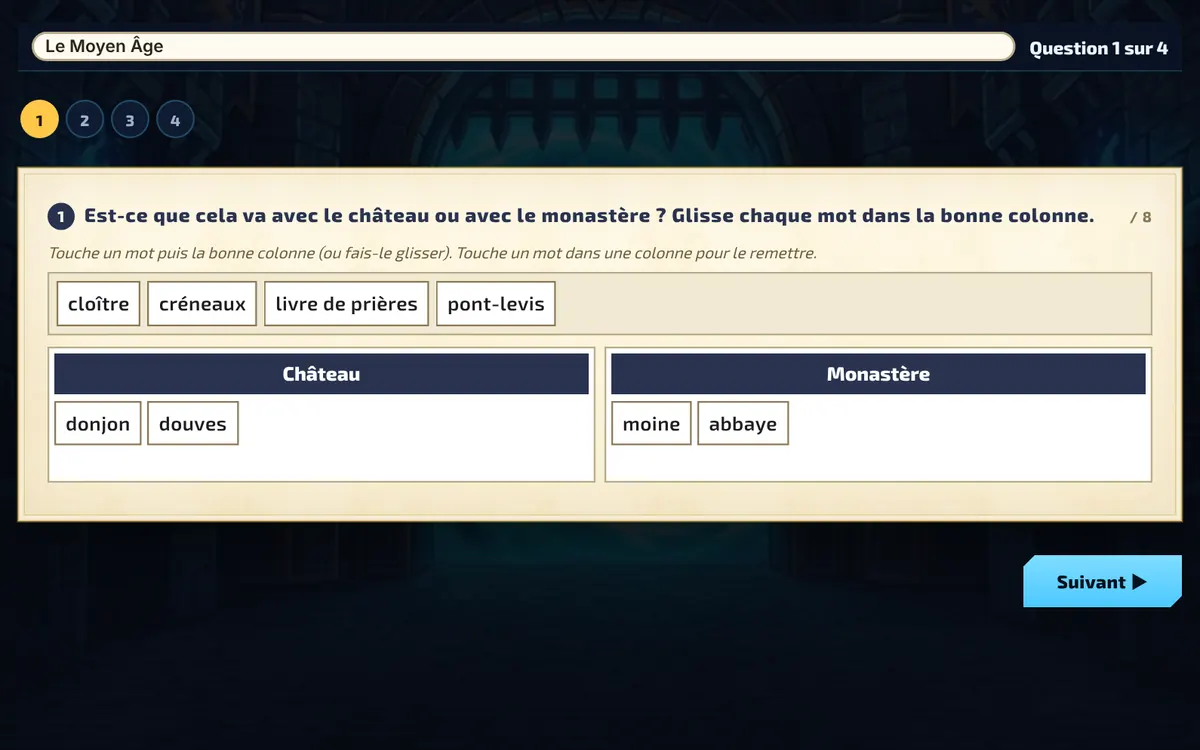 Le Moyen Âge
Question 1 sur 4
1 2 3 4
1 Est-ce que cela va avec le château ou avec le monastère ? Glisse chaque mot dans la bonne colonne. / 8
Touche un mot puis la bonne colonne (ou fais-le glisser). Touche un mot dans une colonne pour le remettre.
cloître créneaux livre de prières pont-levis
Château
donjon douves
Monastère
moine abbaye
Suivant ▶